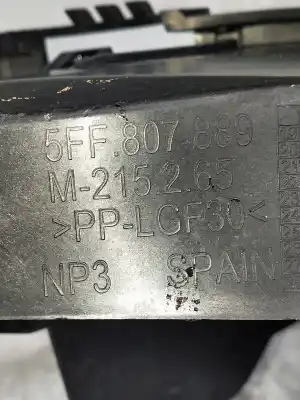 5FF.807.889
M-215.2.65
>PP-LGF30<
NP3 SPAIN